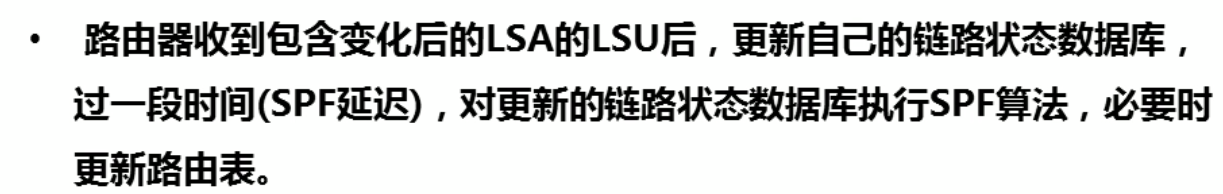 • 路由器收到包含变化后的LSA的LSU后，更新自己的链路状态数据库，
过一段时间(SPF延迟)，对更新的链路状态数据库执行SPF算法，必要时
更新路由表。